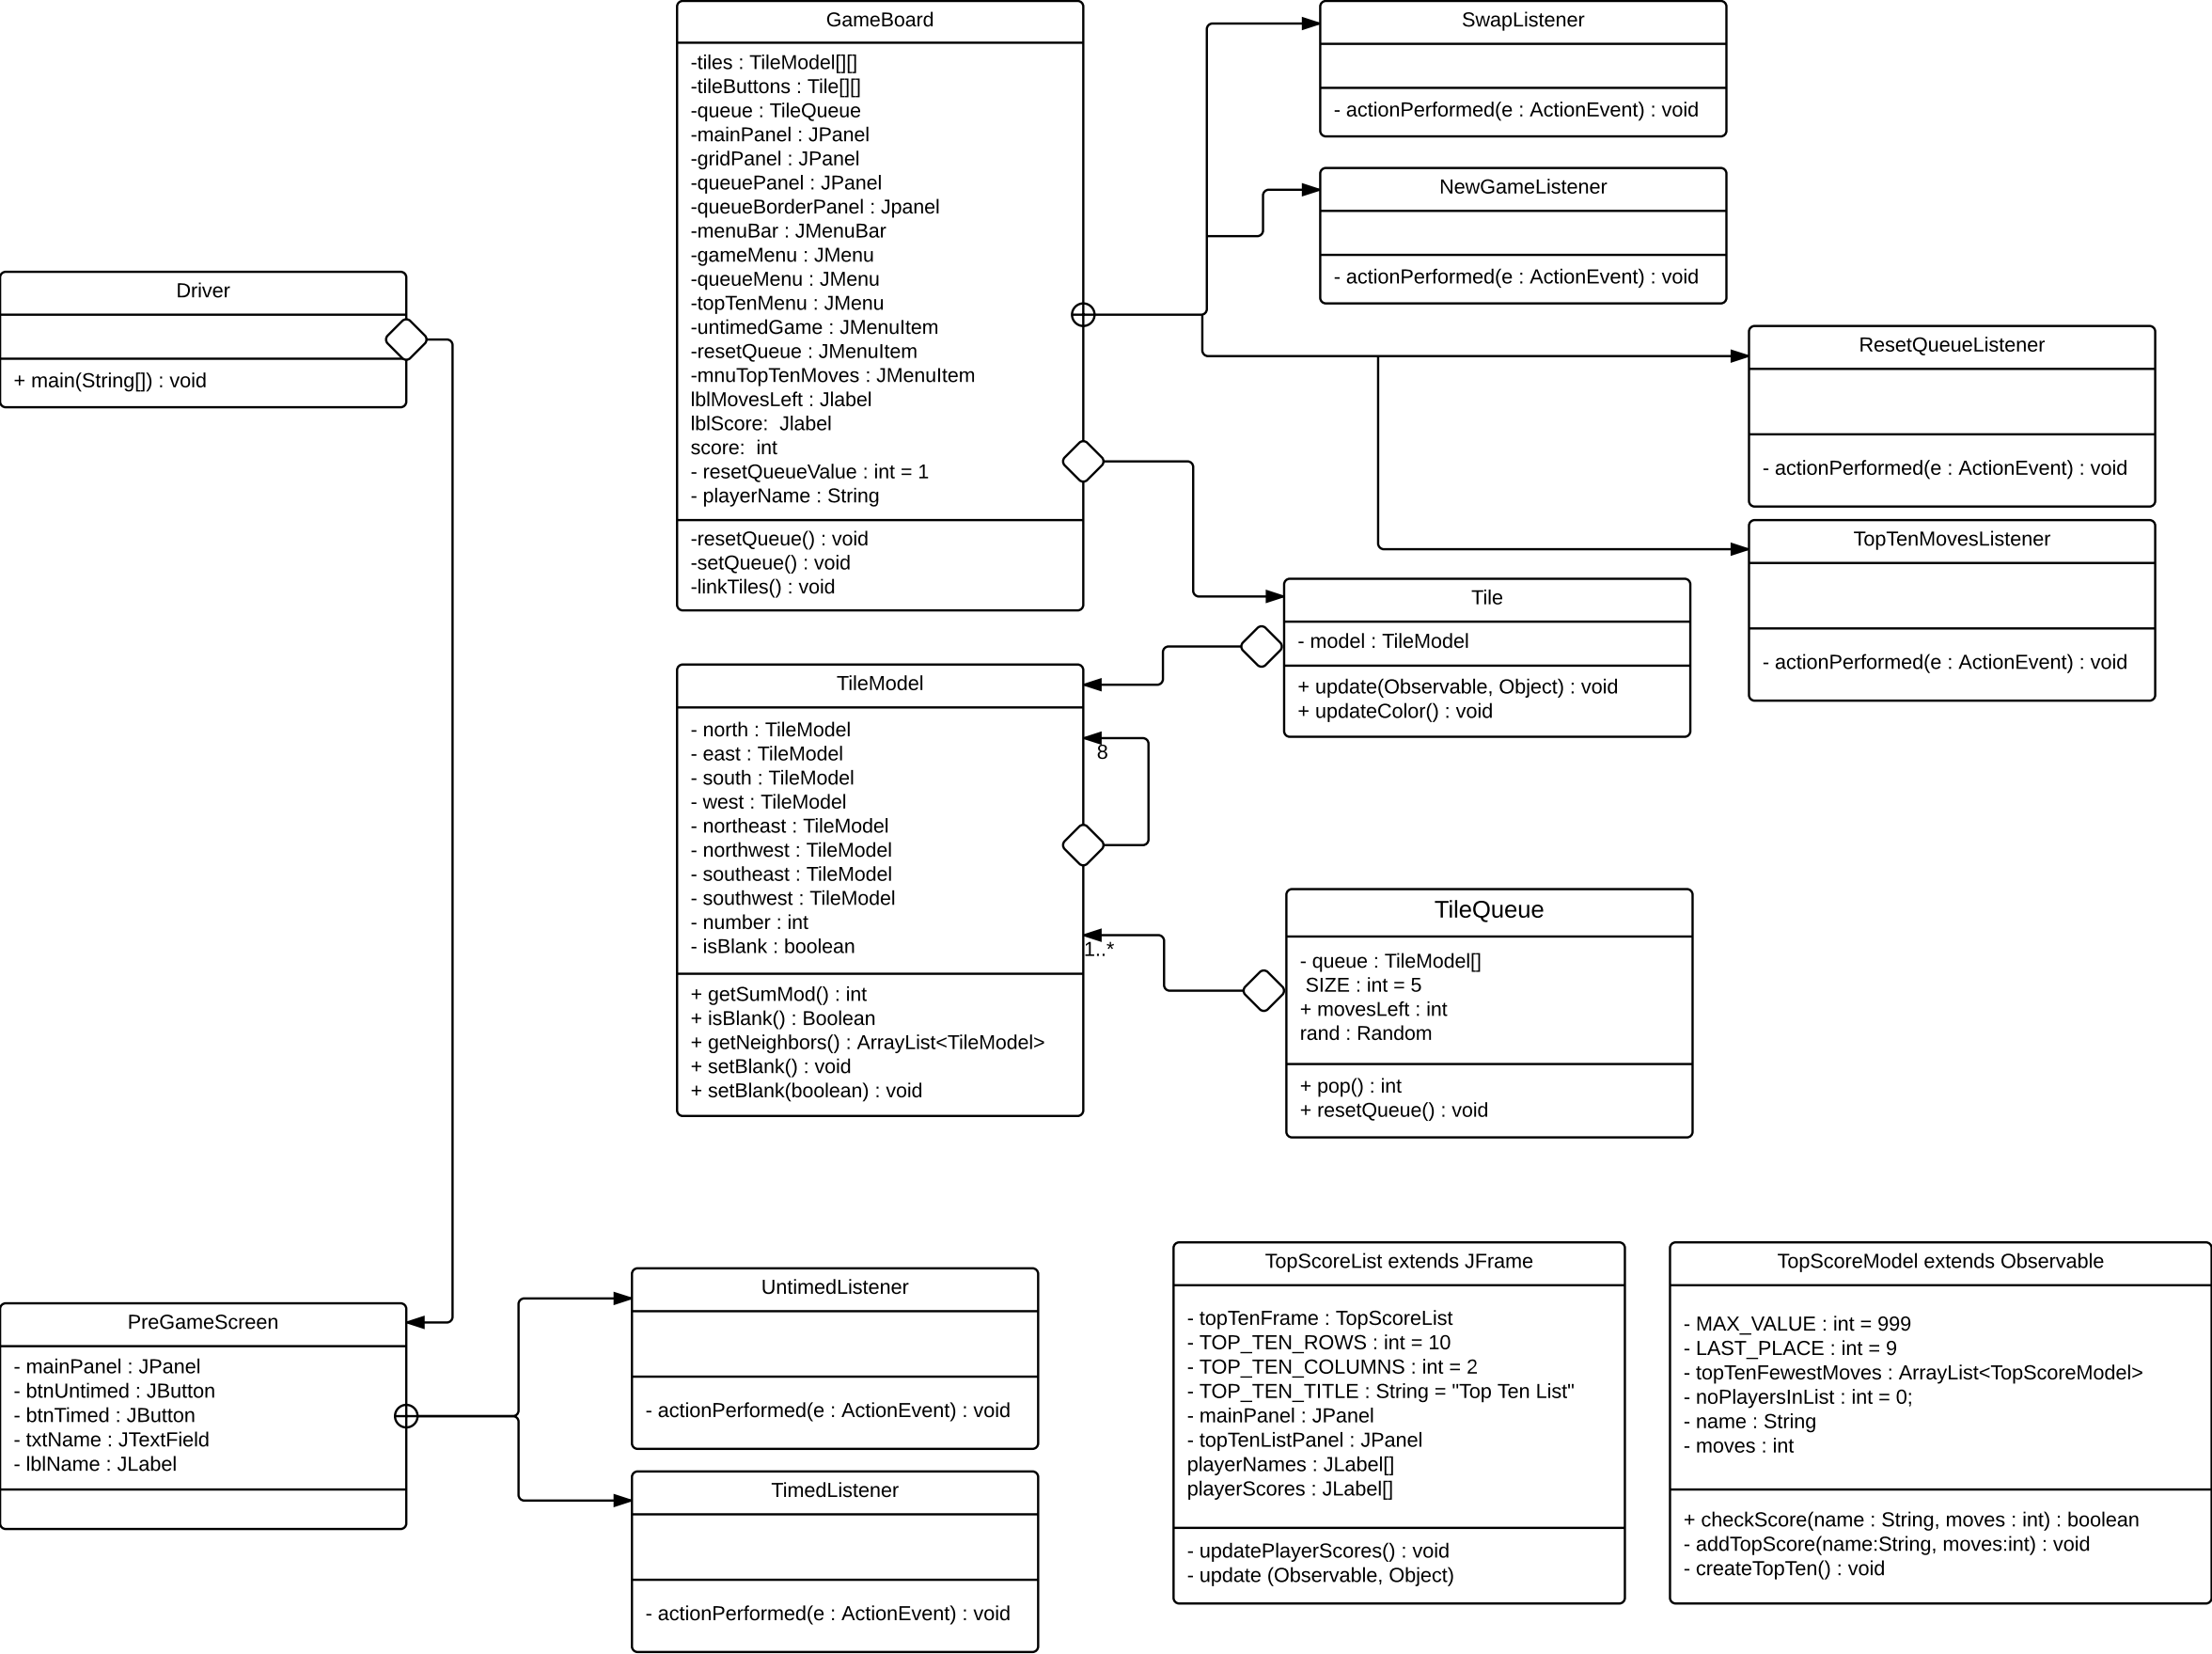 GameBoard
-tiles : TileModel[][]
-tileButtons : Tile[][]
-queue : TileQueue
-mainPanel : JPanel
-gridPanel : JPanel
-queuePanel : JPanel
-queueBorderPanel : Jpanel
-menuBar : JMenuBar
-gameMenu : JMenu
-queueMenu : JMenu
-topTenMenu : JMenu
-untimedGame : JMenuItem
-resetQueue : JMenuItem
-mnuTopTenMoves : JMenuItem
lblMovesLeft : Jlabel
lblScore:  Jlabel
score:  int
- resetQueueValue : int = 1
- playerName : String
-resetQueue() : void
-setQueue() : void
-linkTiles() : void
SwapListener
- actionPerformed(e : ActionEvent) : void
NewGameListener
- actionPerformed(e : ActionEvent) : void
Driver
+ main(String[]) : void
ResetQueueListener
- actionPerformed(e : ActionEvent) : void
TopTenMovesListener
- actionPerformed(e : ActionEvent) : void
Tile
- model : TileModel
+ update(Observable, Object) : void
+ updateColor() : void
TileModel
- north : TileModel
- east : TileModel
- south : TileModel
- west : TileModel
- northeast : TileModel
- northwest : TileModel
- southeast : TileModel
- southwest : TileModel
- number : int
- isBlank : boolean
+ getSumMod() : int
+ isBlank() : Boolean
+ getNeighbors() : ArrayList<TileModel>
+ setBlank() : void
+ setBlank(boolean) : void
8
1..*
TileQueue
- queue : TileModel[]
SIZE : int = 5
+ movesLeft : int
rand : Random
+ pop() : int
+ resetQueue() : void
PreGameScreen
- mainPanel : JPanel
- btnUntimed : JButton
- btnTimed : JButton
- txtName : JTextField
- lblName : JLabel
UntimedListener
- actionPerformed(e : ActionEvent) : void
TimedListener
- actionPerformed(e : ActionEvent) : void
TopScoreList extends JFrame
- topTenFrame : TopScoreList
- TOP_TEN_ROWS : int = 10
- TOP_TEN_COLUMNS : int = 2
- TOP_TEN_TITLE : String = "Top Ten List"
- mainPanel : JPanel
- topTenListPanel : JPanel
playerNames : JLabel[]
playerScores : JLabel[]
- updatePlayerScores() : void
- update (Observable, Object)
TopScoreModel extends Observable
- MAX_VALUE : int = 999
- LAST_PLACE : int = 9
- topTenFewestMoves : ArrayList<TopScoreModel>
- noPlayersInList : int = 0;
- name : String
- moves : int
+ checkScore(name : String, moves : int) : boolean
- addTopScore(name:String, moves:int) : void
- createTopTen() : void